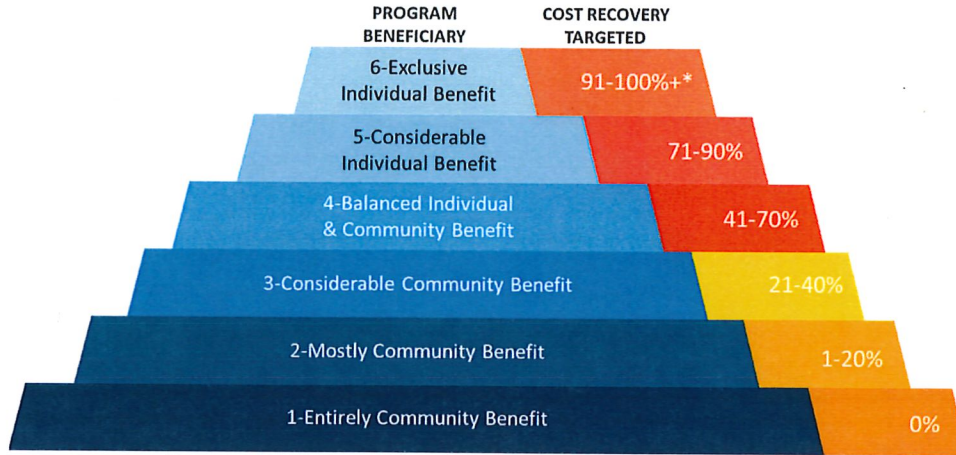 PROGRAM
BENEFICIARY
COST RECOVERY
TARGETED
6-Exclusive
Individual Benefit
91-100%+*
5-Considerable
Individual Benefit
71-90%
4-Balanced Individual
& Community Benefit
41-70%
3-Considerable Community Benefit
21-40%
2-Mostly Community Benefit
1-20%
1-Entirely Community Benefit
0%